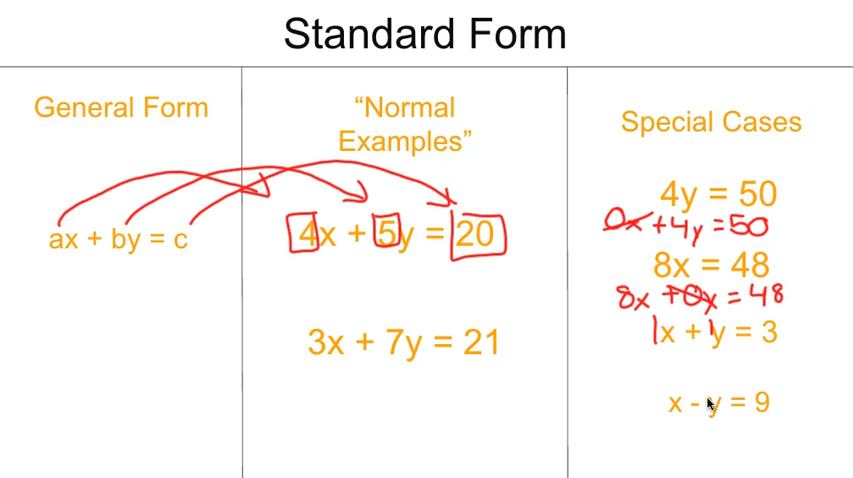 Standard Form
General Form
“Normal
Examples”
Special Cases
ax + by = c
4x + 5y = 20
3x + 7y = 21
4y = 50
0x + 4y = 50
8x = 48
8x + 0y = 48
1x + 1y = 3
x - y = 9